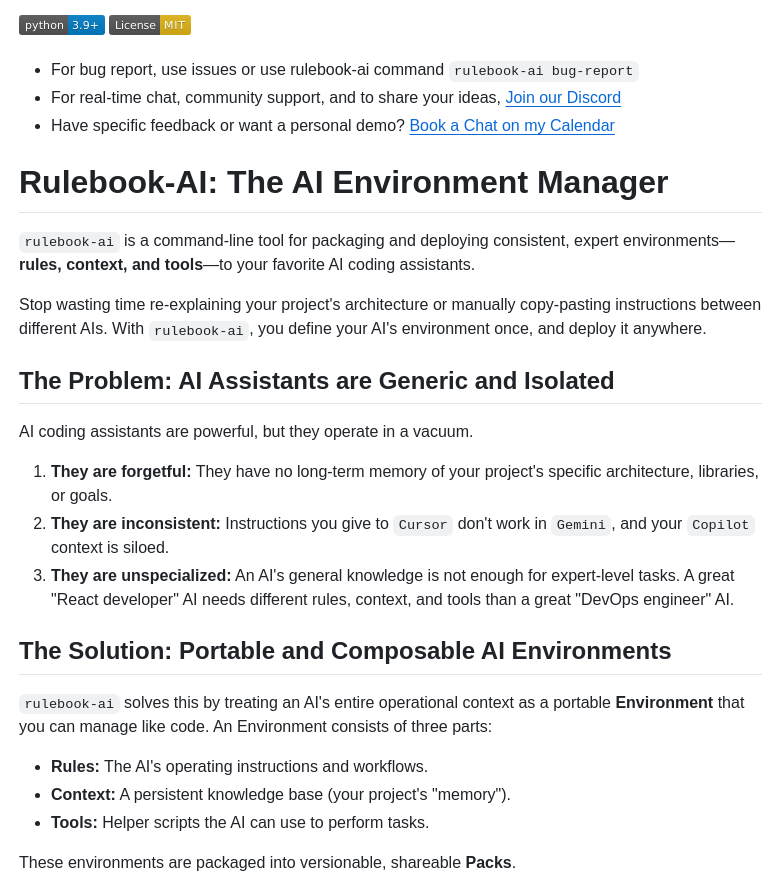 python 3.9+ License MIT
For bug report, use issues or use rulebook-ai command rulebook-ai bug-report
For real-time chat, community support, and to share your ideas, Join our Discord
Have specific feedback or want a personal demo? Book a Chat on my Calendar
Rulebook-AI: The AI Environment Manager
rulebook-ai is a command-line tool for packaging and deploying consistent, expert environments—
rules, context, and tools—to your favorite AI coding assistants.
Stop wasting time re-explaining your project's architecture or manually copy-pasting instructions between
different AIs. With rulebook-ai, you define your AI's environment once, and deploy it anywhere.
The Problem: AI Assistants are Generic and Isolated
AI coding assistants are powerful, but they operate in a vacuum.
1. They are forgetful: They have no long-term memory of your project's specific architecture, libraries,
or goals.
2. They are inconsistent: Instructions you give to Cursor don't work in Gemini, and your Copilot
context is siloed.
3. They are unspecialized: An AI's general knowledge is not enough for expert-level tasks. A great
"React developer" AI needs different rules, context, and tools than a great "DevOps engineer" AI.
The Solution: Portable and Composable AI Environments
rulebook-ai solves this by treating an AI's entire operational context as a portable Environment that
you can manage like code. An Environment consists of three parts:
Rules: The AI's operating instructions and workflows.
Context: A persistent knowledge base (your project's "memory").
Tools: Helper scripts the AI can use to perform tasks.
These environments are packaged into versionable, shareable Packs.